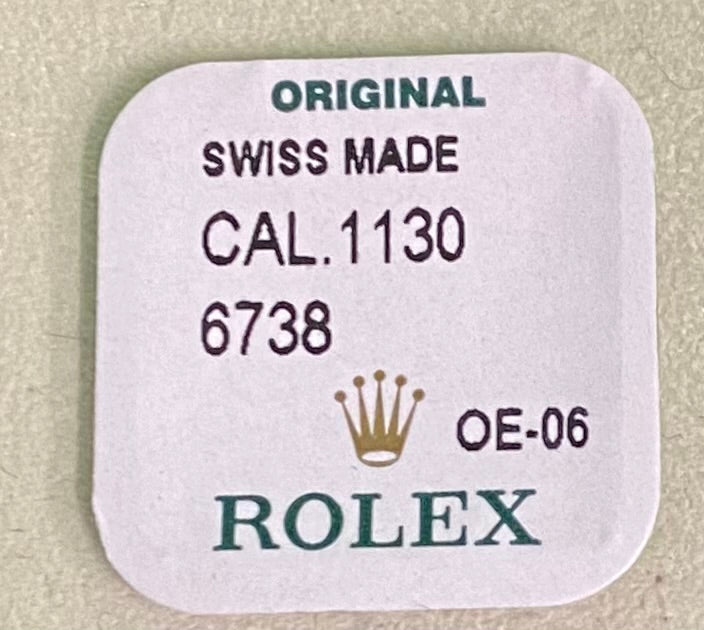 ORIGINAL
SWISS MADE
CAL.1130
6738
OE-06
ROLEX